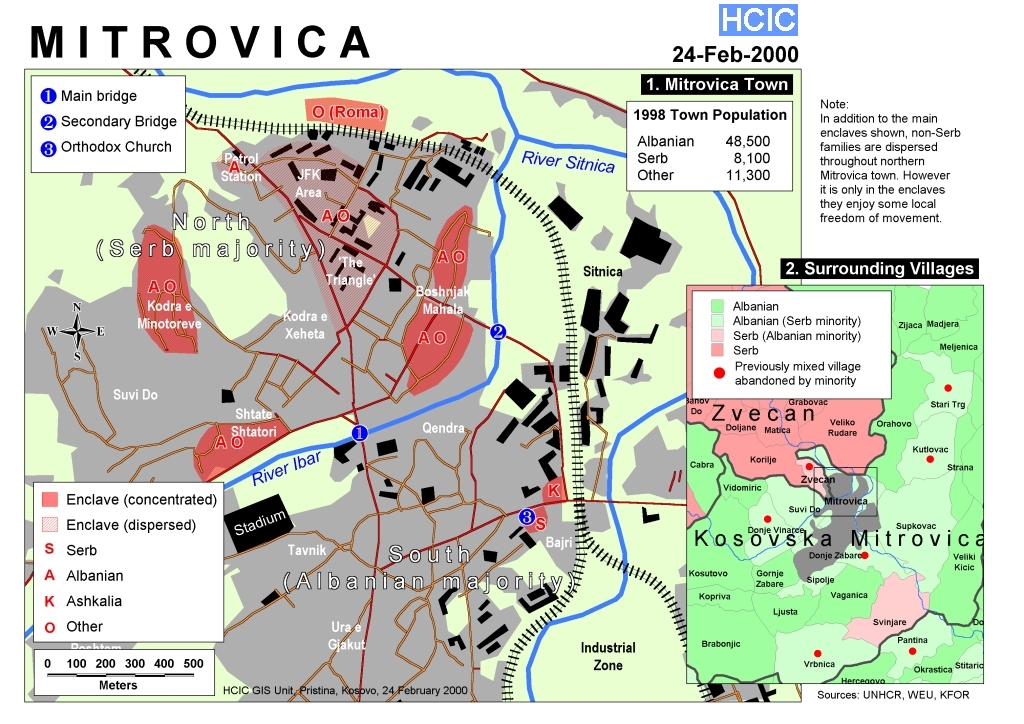 MITROVICA
HCIC
24-Feb-2000
1 Main bridge
2 Secondary Bridge
3 Orthodox Church
1. Mitrovica Town
1998 Town Population
Albanian 48,500
Serb 8,100
Other 11,300
Note:
In addition to the main
enclaves shown, non-Serb
families are dispersed
throughout northern
Mitrovica town. However
it is only in the enclaves
they enjoy some local
freedom of movement.
O (Roma)
River Sitnica
Petrol
Station
A
JFK
Area
A O
North
(Serb majority)
'The
Triangle'
A O
Boshnjak
Mahala
A O
A O
Kodra e
Minotoreve
Kodra e
Xheheta
Sitnica
N
W E
S
2
Suvi Do
Shtate
Shtatori
A O
1
Qendra
River Ibar
K
3
S
Bajri
Stadium
Tavnik
South
(Albanian majority)
Ura e
Gjakut
Industrial
Zone
Enclave (concentrated)
Enclave (dispersed)
S Serb
A Albanian
K Ashkalia
O Other
0 100 200 300 400 500
Meters
HCIC GIS Unit, Pristina, Kosovo, 24 February 2000
2. Surrounding Villages
Albanian
Albanian (Serb minority)
Serb (Albanian minority)
Serb
Previously mixed village
abandoned by minority
Zijaca
Madjera
Meljenica
Stari Trg
Do
Grabovac
Zvecan
Doljane
Matica
Veliko
Rudare
Orahovo
Kutlovac
Strana
Cabra
Korilje
Zvecan
Vidomiric
Mitrovica
Suvi Do
Donje Vinarce
Supkovac
Kosovska Mitrovica
Donje Zabare
Veliki
Kicic
Kosutovo
Gornje
Zabare
Sipolje
Kopriva
Vaganica
Ljusta
Svinjare
Do
Brabonjic
Pantina
Vrbnica
Okrastica
Stitaric
Hercegovo
Sources: UNHCR, WEU, KFOR